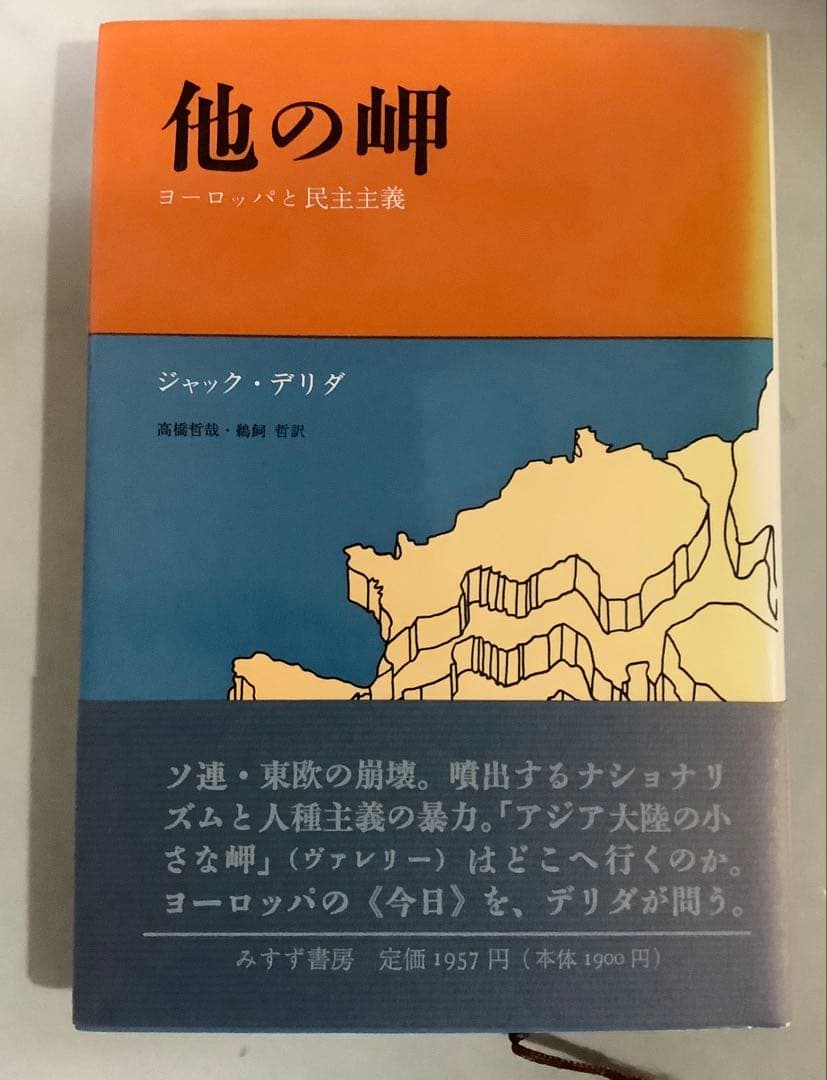 他の岬
ヨーロッパと民主主義
ジャック・デリダ
高橋哲哉・鵜飼 哲訳
ソ連・東欧の崩壊。噴出するナショナリ
ズムと人種主義の暴力。「アジア大陸の小
さな岬」（ヴァレリー）はどこへ行くのか。
ヨーロッパの《今日》を、デリダが問う。
みすず書房 定価1957円（本体1900円）